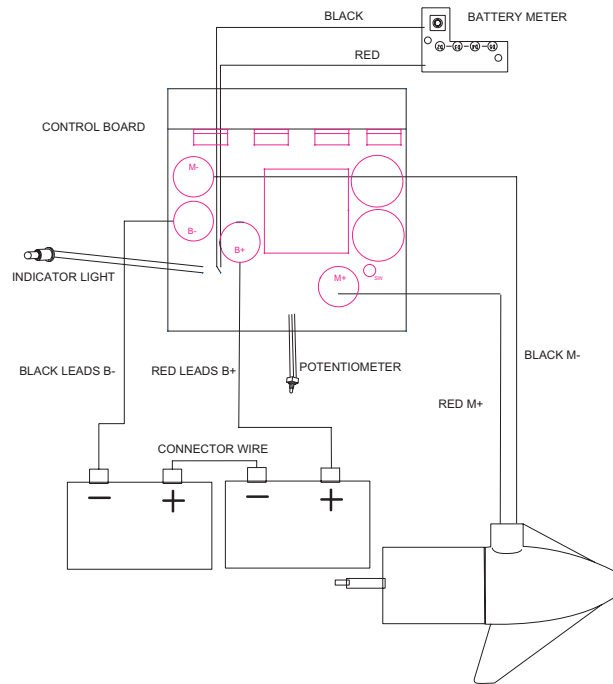 BLACK
BATTERY METER
RED
CONTROL BOARD
M-
B-
B+
M+
SW
INDICATOR LIGHT
BLACK LEADS B-
RED LEADS B+
POTENTIOMETER
BLACK M-
RED M+
CONNECTOR WIRE
− + − +